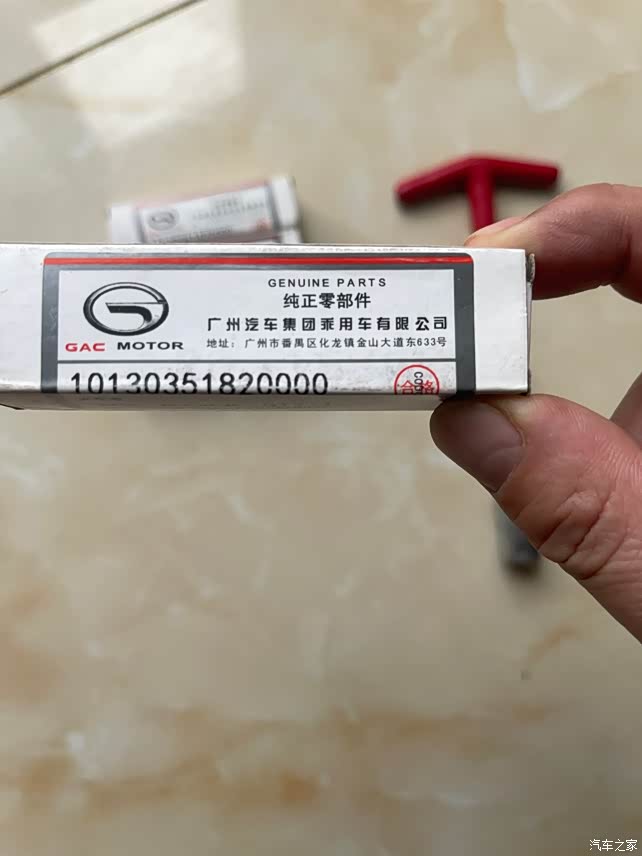 GENUINE PARTS
纯正零部件
广州汽车集团乘用车有限公司
地址：广州市番禺区化龙镇金山大道东633号
GAC MOTOR
10130351820000
合格
汽车之家